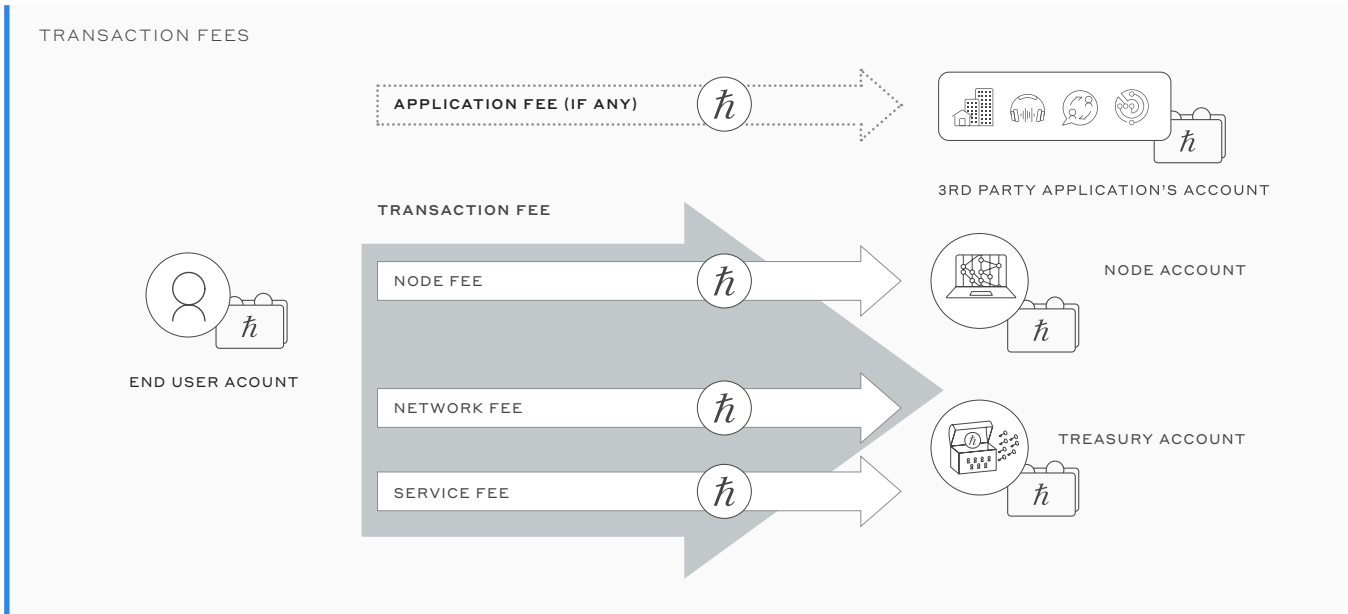 TRANSACTION FEES
APPLICATION FEE (IF ANY)
ℏ
ℏ
3RD PARTY APPLICATION'S ACCOUNT
TRANSACTION FEE
NODE FEE
ℏ
NODE ACCOUNT
ℏ
ℏ
END USER ACOUNT
NETWORK FEE
ℏ
TREASURY ACCOUNT
ℏ
SERVICE FEE
ℏ
ℏ